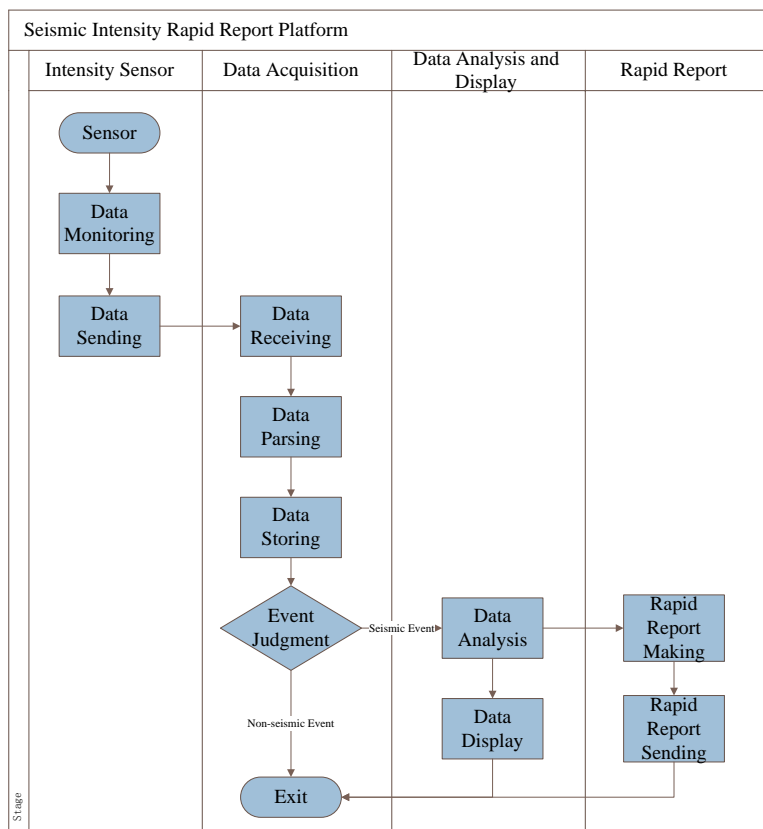 Seismic Intensity Rapid Report Platform
Intensity Sensor
Data Acquisition
Data Analysis and
Display
Rapid Report
Sensor
Data
Monitoring
Data
Sending
Data
Receiving
Data
Parsing
Data
Storing
Event
Judgment
Seismic Event
Data
Analysis
Rapid
Report
Making
Non-seismic Event
Data
Display
Rapid
Report
Sending
Exit
Stage